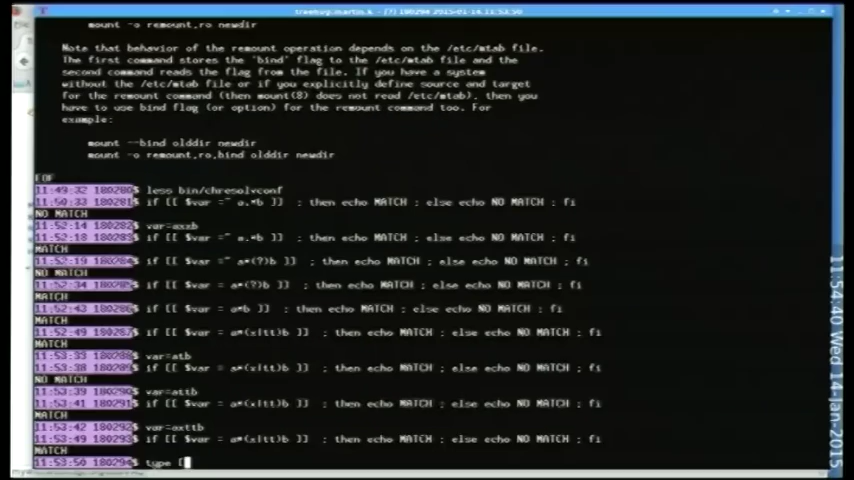 treebug:martin.k - [?] 180294 2015-01-14 11:53:50
mount -o remount,ro newdir
Note that behavior of the remount operation depends on the /etc/mtab file.
The first command stores the 'bind' flag to the /etc/mtab file and the
second command reads the flag from the file. If you have a system
without the /etc/mtab file or if you explicitly define source and target
for the remount command (then mount(8) does not read /etc/mtab), then you
have to use bind flag (or option) for the remount command too. For
example:
mount --bind olddir newdir
mount -o remount,ro,bind olddir newdir
EOF
11:49:32 180280$ less bin/chresolvconf
11:50:33 180281$ if [[ $var =~ a.*b ]] ; then echo MATCH ; else echo NO MATCH ; fi
NO MATCH
11:52:14 180282$ var=axxb
11:52:18 180283$ if [[ $var =~ a.*b ]] ; then echo MATCH ; else echo NO MATCH ; fi
MATCH
11:52:19 180284$ if [[ $var =~ a*(?)b ]] ; then echo MATCH ; else echo NO MATCH ; fi
NO MATCH
11:52:34 180285$ if [[ $var = a*(?)b ]] ; then echo MATCH ; else echo NO MATCH ; fi
MATCH
11:52:43 180286$ if [[ $var = a*b ]] ; then echo MATCH ; else echo NO MATCH ; fi
MATCH
11:52:49 180287$ if [[ $var = a*(x|tt)b ]] ; then echo MATCH ; else echo NO MATCH ; fi
MATCH
11:53:33 180288$ var=atb
11:53:38 180289$ if [[ $var = a*(x|tt)b ]] ; then echo MATCH ; else echo NO MATCH ; fi
NO MATCH
11:53:39 180290$ var=attb
11:53:41 180291$ if [[ $var = a*(x|tt)b ]] ; then echo MATCH ; else echo NO MATCH ; fi
MATCH
11:53:42 180292$ var=axttb
11:53:49 180293$ if [[ $var = a*(x|tt)b ]] ; then echo MATCH ; else echo NO MATCH ; fi
MATCH
11:53:50 180294$ type [
11:54:40 Wed 14-Jan-2015